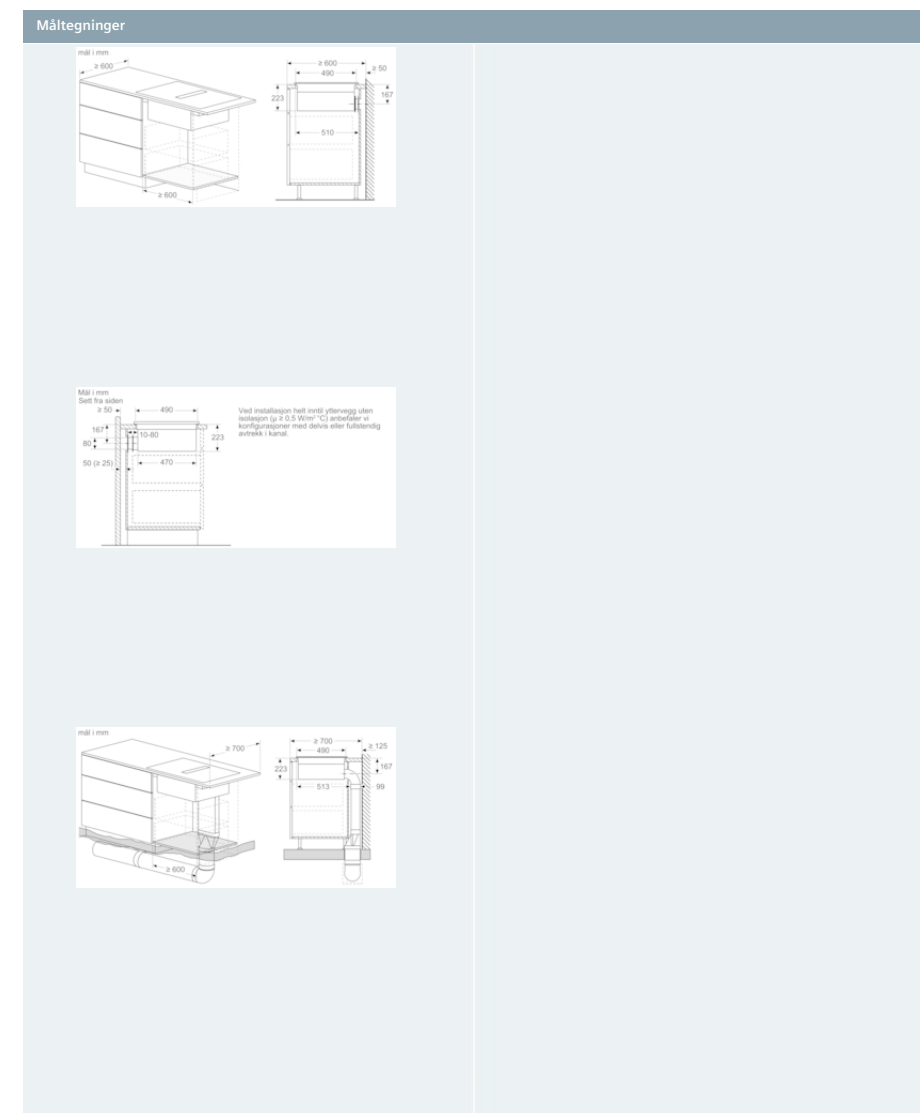 Måltegninger
mål i mm
≥ 600
≥ 600
≥ 600
490
≥ 50
223
167
510
Mål i mm
Sett fra siden
≥ 50
490
167
10-80
223
80
50 (≥ 25)
470
Ved installasjon helt inntil yttervegg uten
isolasjon (μ ≥ 0.5 W/m² °C) anbefaler vi
konfigurasjoner med delvis eller fullstendig
avtrekk i kanal.
mål i mm
≥ 700
≥ 600
≥ 700
490
≥ 125
223
167
513
99